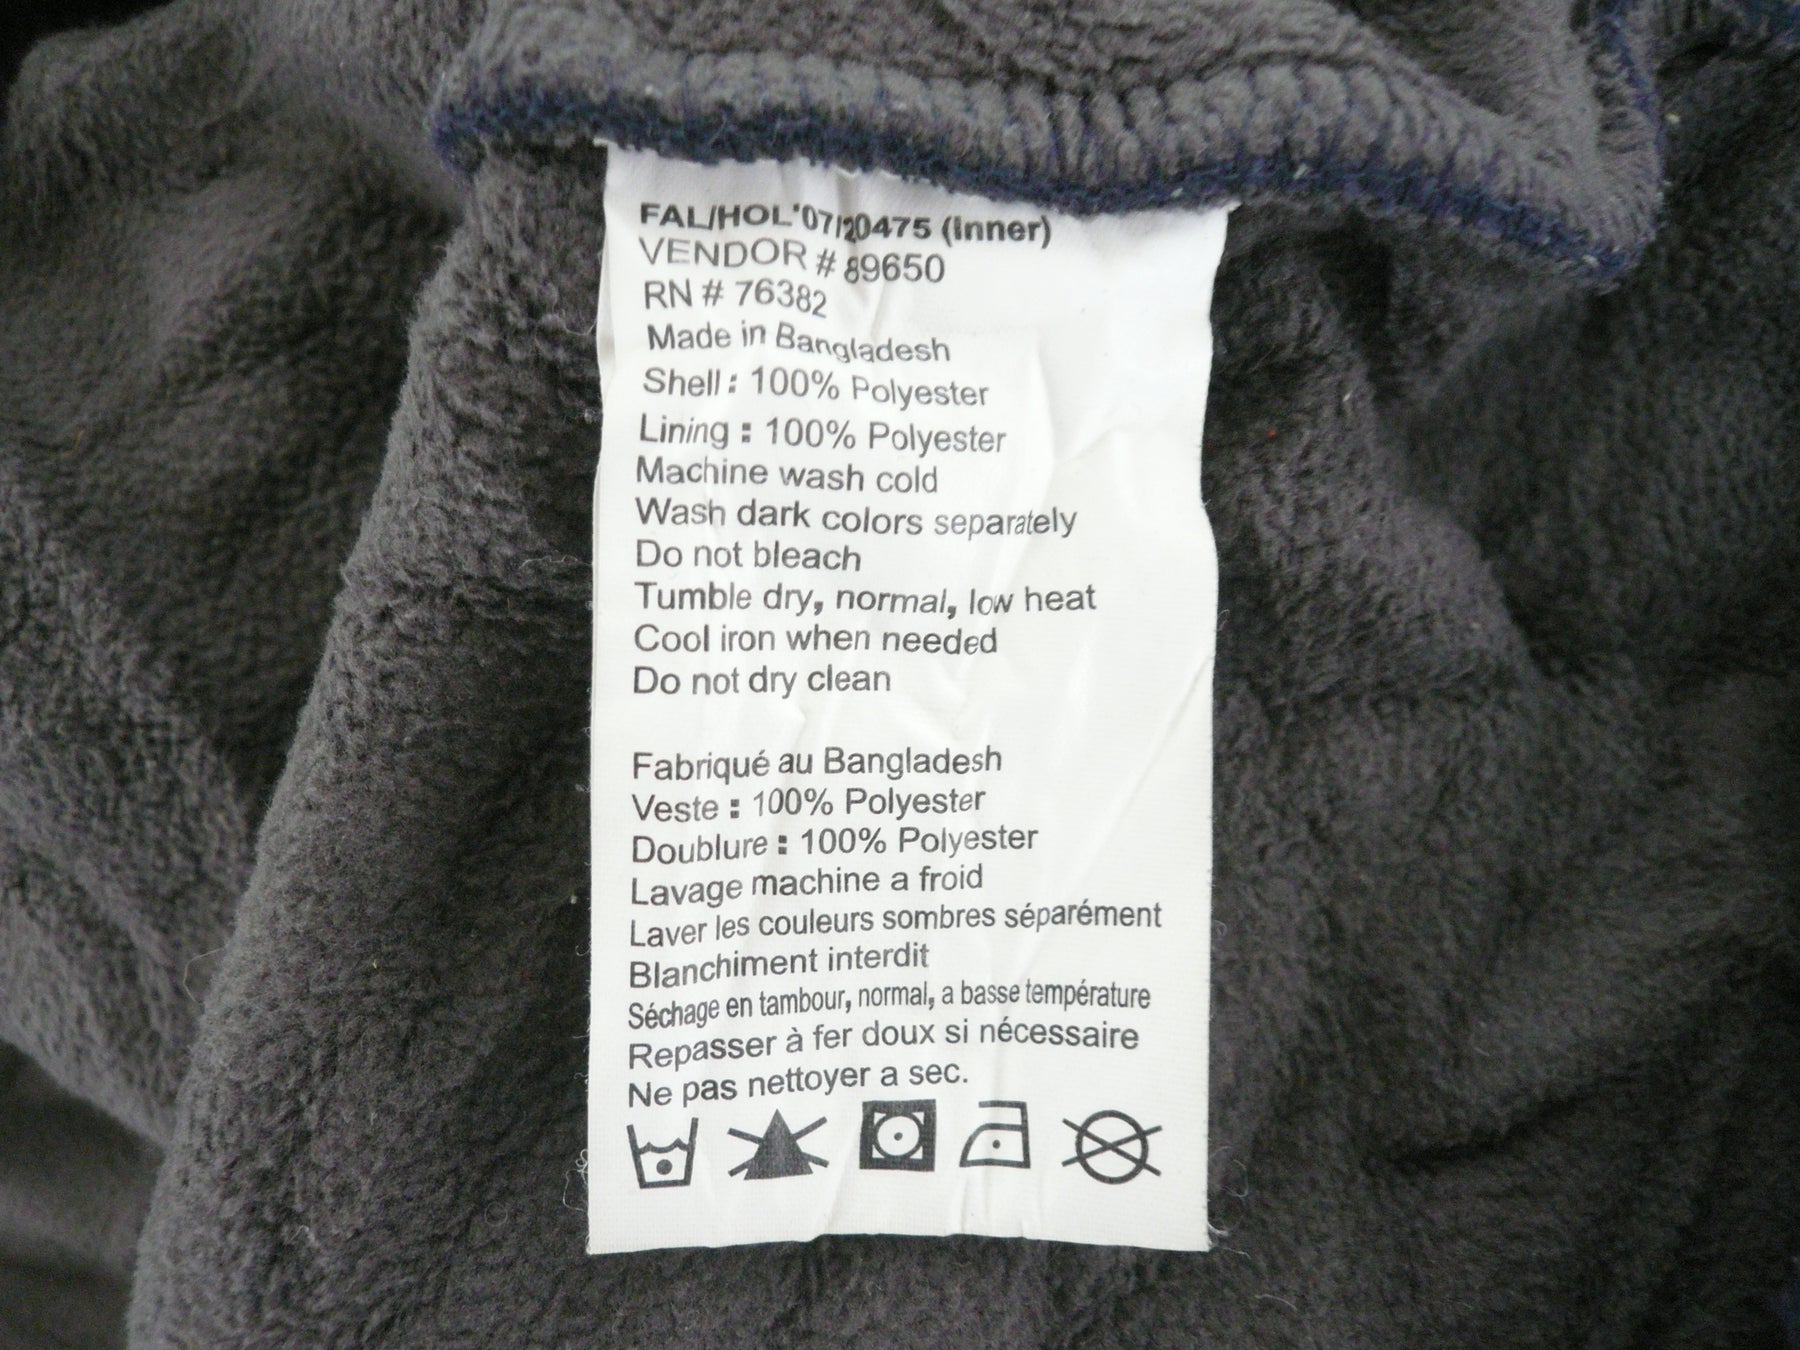 FAL/HOL'07/20475 (Inner)
VENDOR # 89650
RN # 76382
Made in Bangladesh
Shell : 100% Polyester
Lining : 100% Polyester
Machine wash cold
Wash dark colors separately
Do not bleach
Tumble dry, normal, low heat
Cool iron when needed
Do not dry clean
Fabriqué au Bangladesh
Veste : 100% Polyester
Doublure : 100% Polyester
Lavage machine a froid
Laver les couleurs sombres séparément
Blanchiment interdit
Séchage en tambour, normal, a basse température
Repasser à fer doux si nécessaire
Ne pas nettoyer a sec.